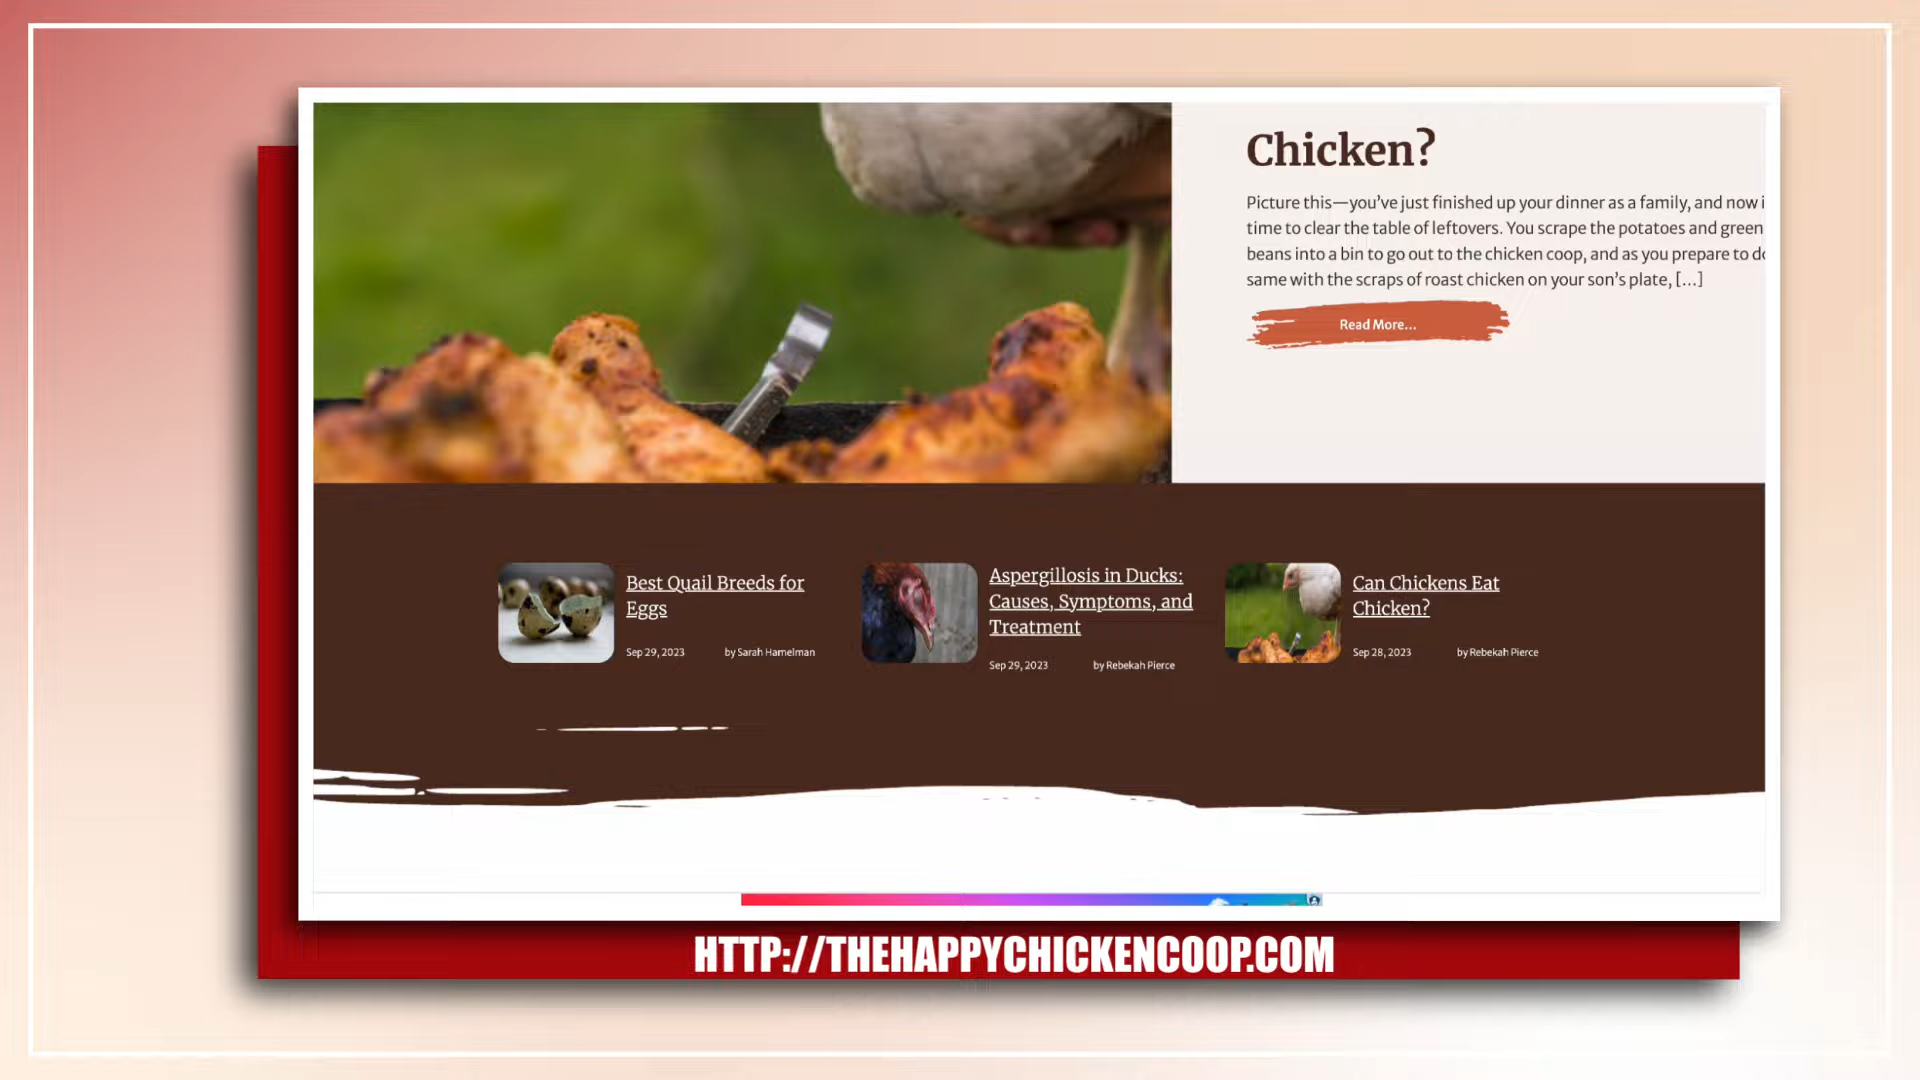 Chicken?
Picture this—you've just finished up your dinner as a family, and now i
time to clear the table of leftovers. You scrape the potatoes and green
beans into a bin to go out to the chicken coop, and as you prepare to do
same with the scraps of roast chicken on your son's plate, […]
Read More...
Best Quail Breeds for
Eggs
Sep 29, 2023 by Sarah Hamelman
Aspergillosis in Ducks:
Causes, Symptoms, and
Treatment
Sep 29, 2023 by Rebekah Pierce
Can Chickens Eat
Chicken?
Sep 28, 2023 by Rebekah Pierce
HTTP://THEHAPPYCHICKENCOOP.COM